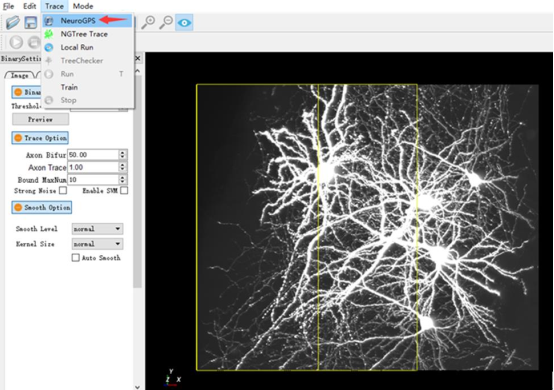 File Edit Trace Mode
NeuroGPS
NGTree Trace
Local Run
TreeChecker
Run T
Train
Stop
BinarySettin
Image
Binar
Threshol
Preview
Trace Option
Axon Bifur 50.00
Axon Trace 1.00
Bound MaxNum 10
Strong Noise Enable SVM
Smooth Option
Smooth Level normal
Kernel Size normal
Auto Smooth
Y
Z X